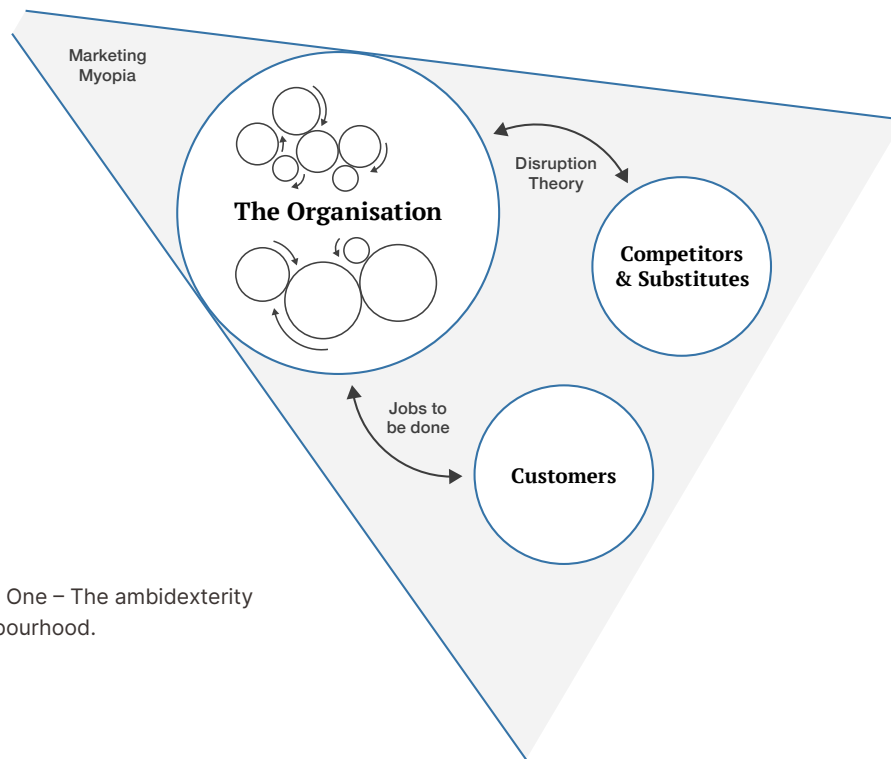 Marketing
Myopia
Disruption
Theory
The Organisation
Competitors
& Substitutes
Jobs to
be done
Customers
One – The ambidexterity
bourhood.